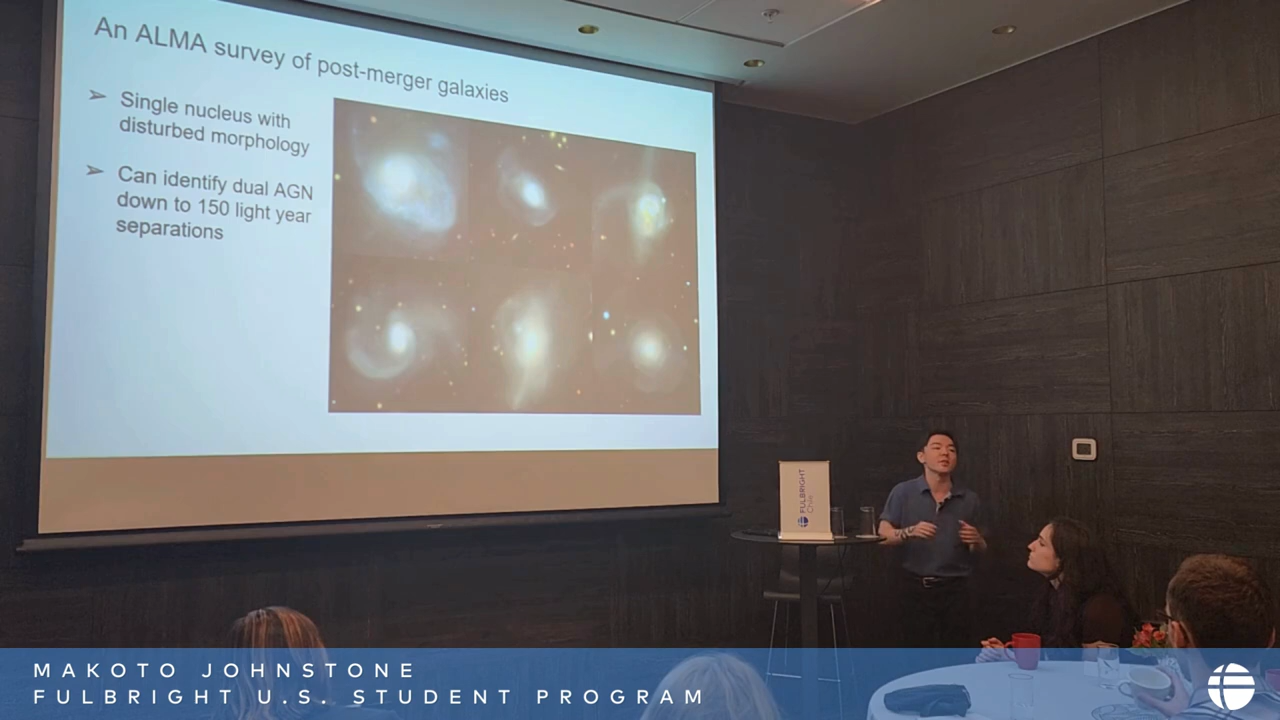 An ALMA survey of post-merger galaxies
➢ Single nucleus with
disturbed morphology
➢ Can identify dual AGN
down to 150 light year
separations
FULBRIGHT
Chile
MAKOTO JOHNSTONE
FULBRIGHT U.S. STUDENT PROGRAM